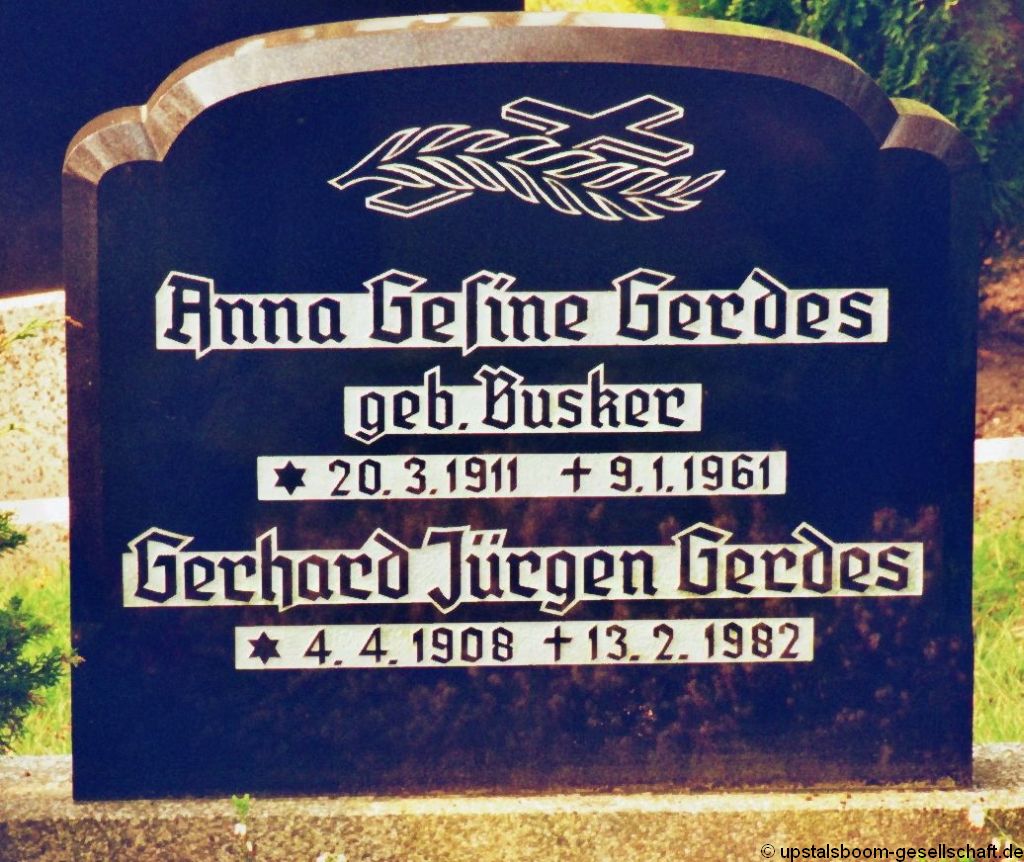 Anna Geſine Gerdes
geb. Busker
✶ 20.3.1911 ✝ 9.1.1961
Gerhard Jürgen Gerdes
✶ 4.4.1908 ✝ 13.2.1982
© upstalsboom-gesellschaft.de